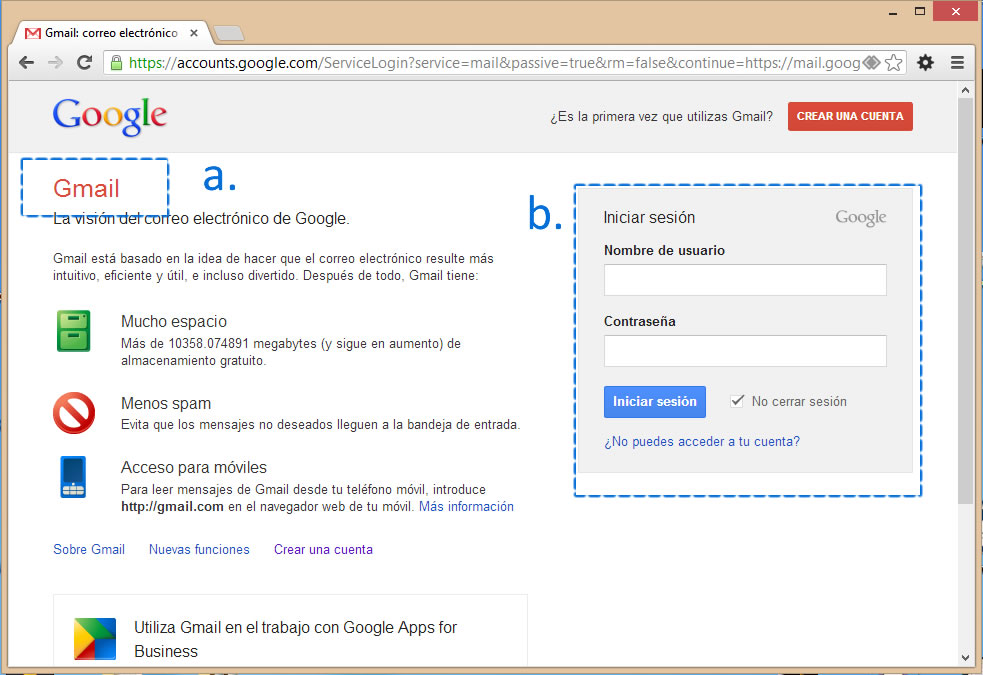 Gmail: correo electrónico
https://accounts.google.com/ServiceLogin?service=mail&passive=true&rm=false&continue=https://mail.goog
Google
¿Es la primera vez que utilizas Gmail?
CREAR UNA CUENTA
Gmail
a.
La visión del correo electrónico de Google.
Gmail está basado en la idea de hacer que el correo electrónico resulte más
intuitivo, eficiente y útil, e incluso divertido. Después de todo, Gmail tiene:
Mucho espacio
Más de 10358.074891 megabytes (y sigue en aumento) de
almacenamiento gratuito.
Menos spam
Evita que los mensajes no deseados lleguen a la bandeja de entrada.
Acceso para móviles
Para leer mensajes de Gmail desde tu teléfono móvil, introduce
http://gmail.com en el navegador web de tu móvil. Más información
Sobre Gmail Nuevas funciones Crear una cuenta
Utiliza Gmail en el trabajo con Google Apps for
Business
b.
Iniciar sesión Google
Nombre de usuario
Contraseña
Iniciar sesión No cerrar sesión
¿No puedes acceder a tu cuenta?